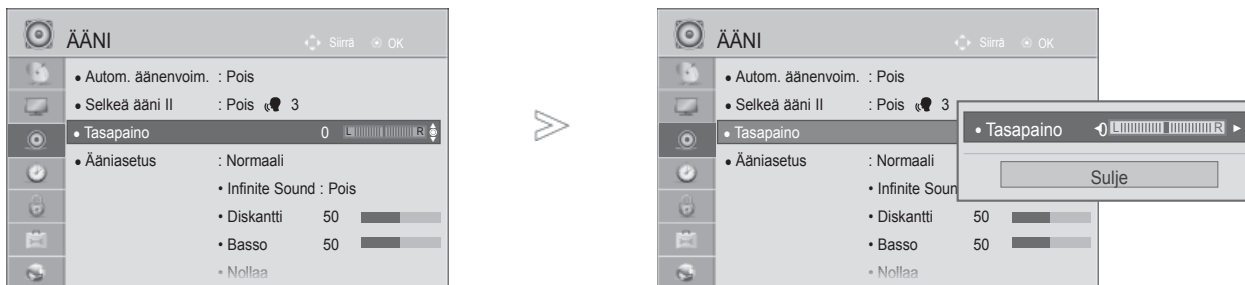 ÄÄNI
Siirrä OK
• Autom. äänenvoim. : Pois
• Selkeä ääni II : Pois 3
• Tasapaino 0 L R
• Ääniasetus : Normaali
• Infinite Sound : Pois
• Diskantti 50
• Basso 50
• Nollaa
ÄÄNI
Siirrä OK
• Autom. äänenvoim. : Pois
• Selkeä ääni II : Pois 3
• Tasapaino
• Ääniasetus : Normaali
• Infinite Soun
• Diskantti 50
• Basso 50
• Nollaa
• Tasapaino 0 L R
Sulje